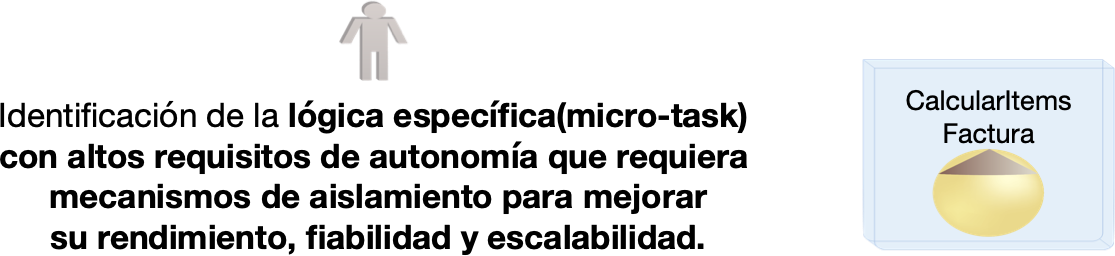 Identificación de la lógica específica(micro-task)
con altos requisitos de autonomía que requiera
mecanismos de aislamiento para mejorar
su rendimiento, fiabilidad y escalabilidad.
CalcularItems
Factura